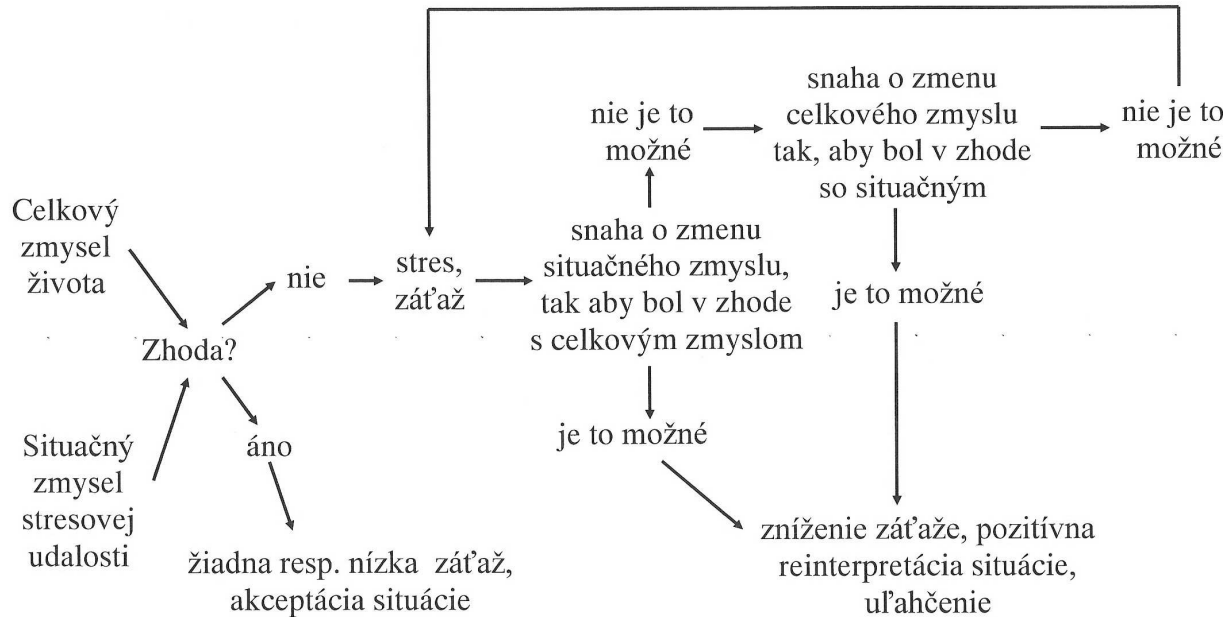 Celkový
zmysel
života
Situačný
zmysel
stresovej
udalosti
Zhoda?
nie
áno
žiadna resp. nízka záťaž,
akceptácia situácie
stres,
záťaž
snaha o zmenu
situačného zmyslu,
tak aby bol v zhode
s celkovým zmyslom
nie je to
možné
je to možné
snaha o zmenu
celkového zmyslu
tak, aby bol v zhode
so situačným
nie je to
možné
je to možné
zníženie záťaže, pozitívna
reinterpretácia situácie,
uľahčenie